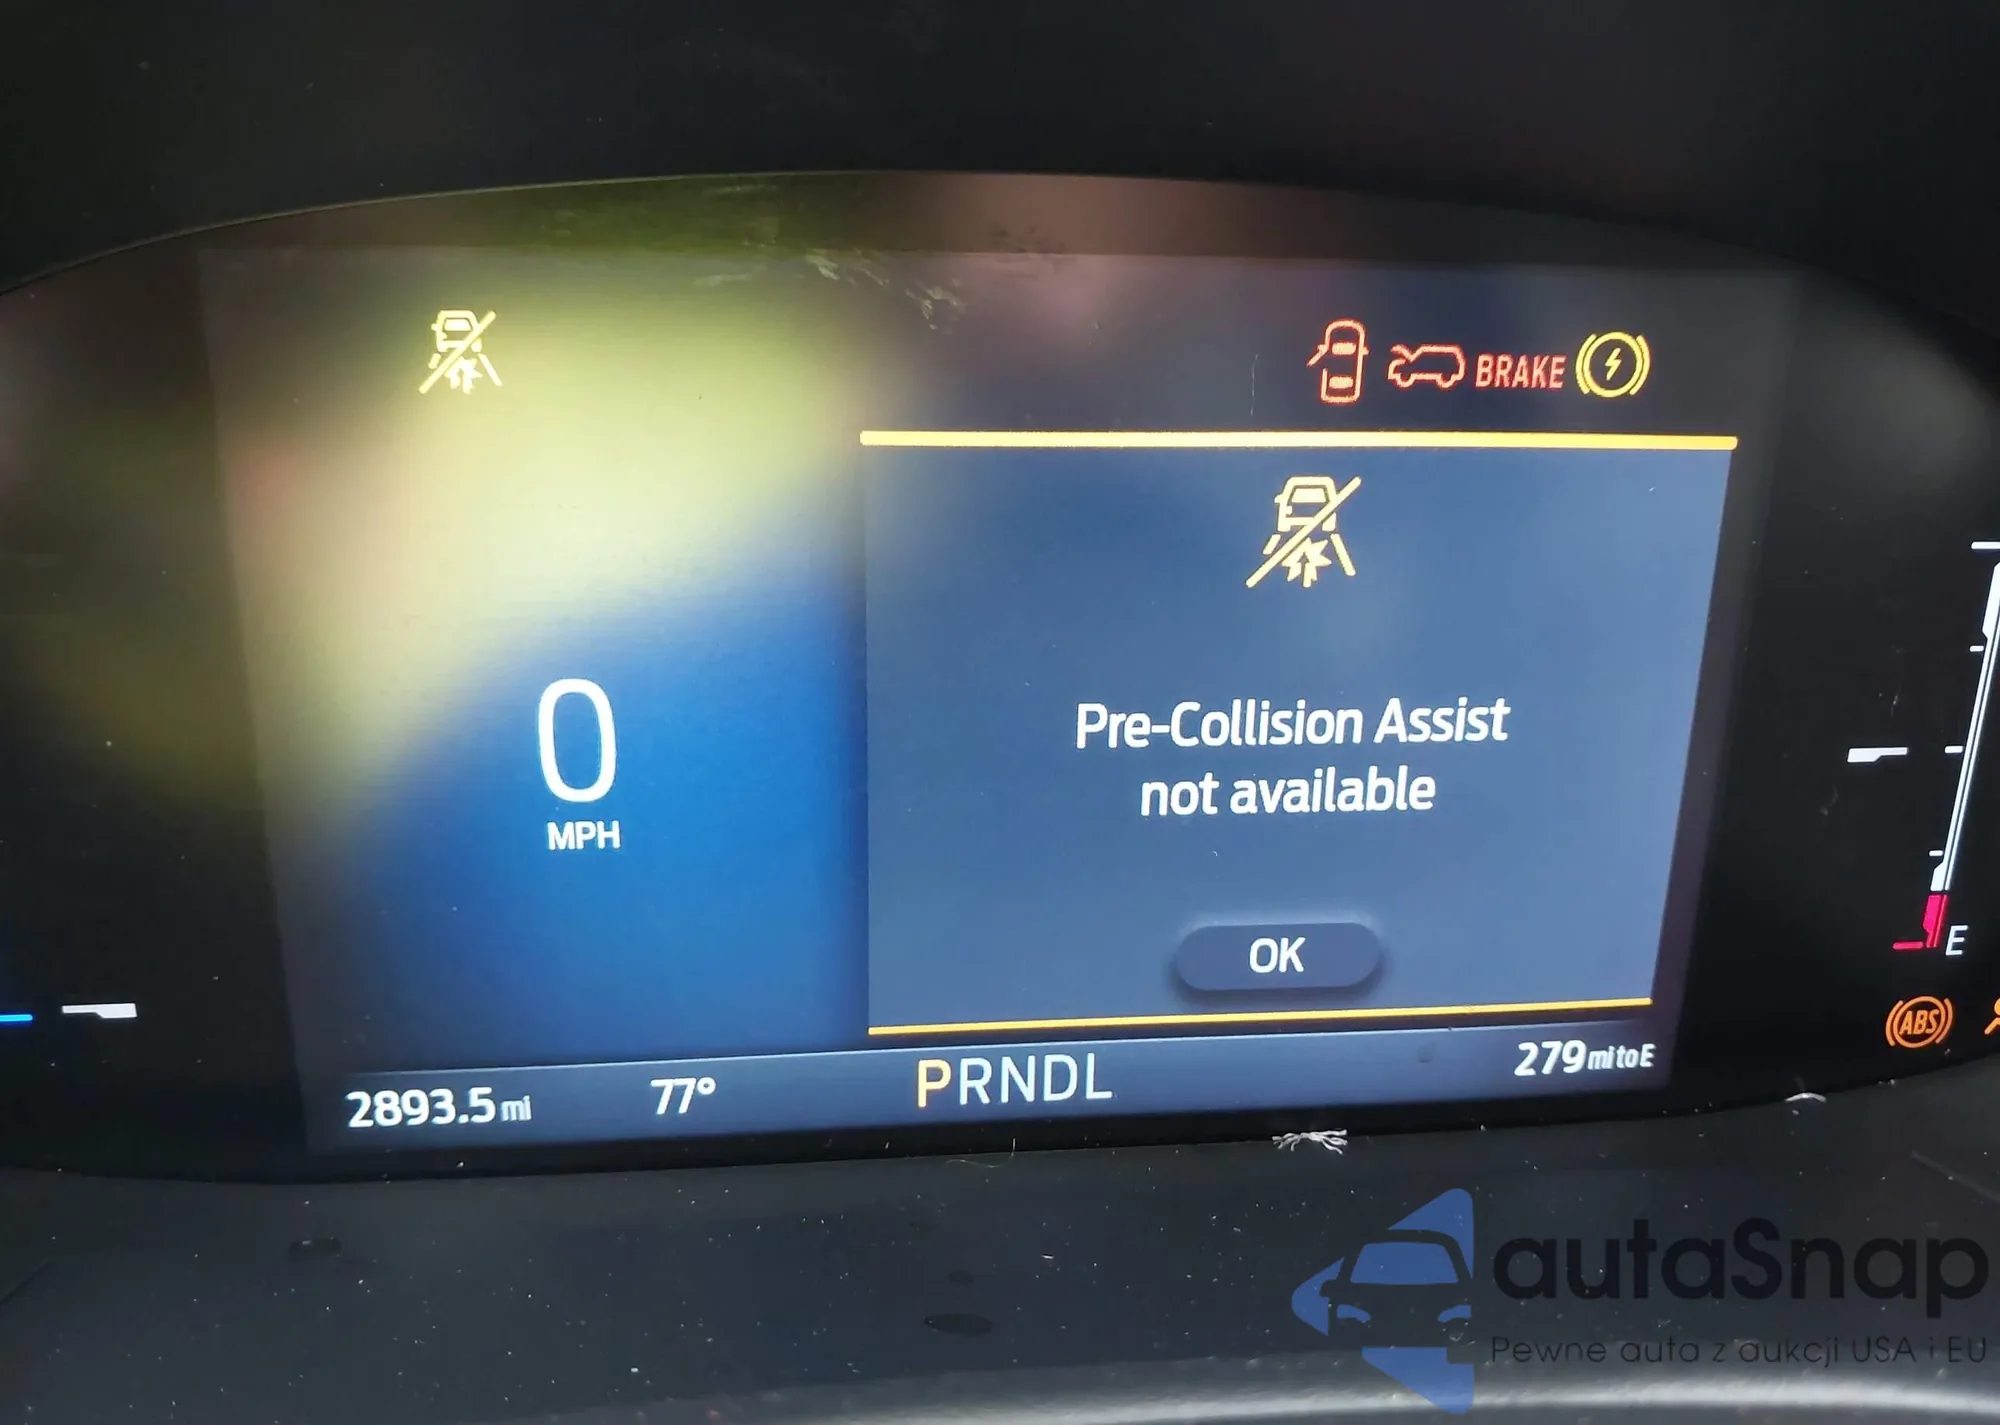 BRAKE
Pre-Collision Assist
not available
0
MPH
OK
E
ABS
2893.5 mi 77° PRNDL 279 mi to E
autaSnap
Pewne auta z aukcji USA i EU